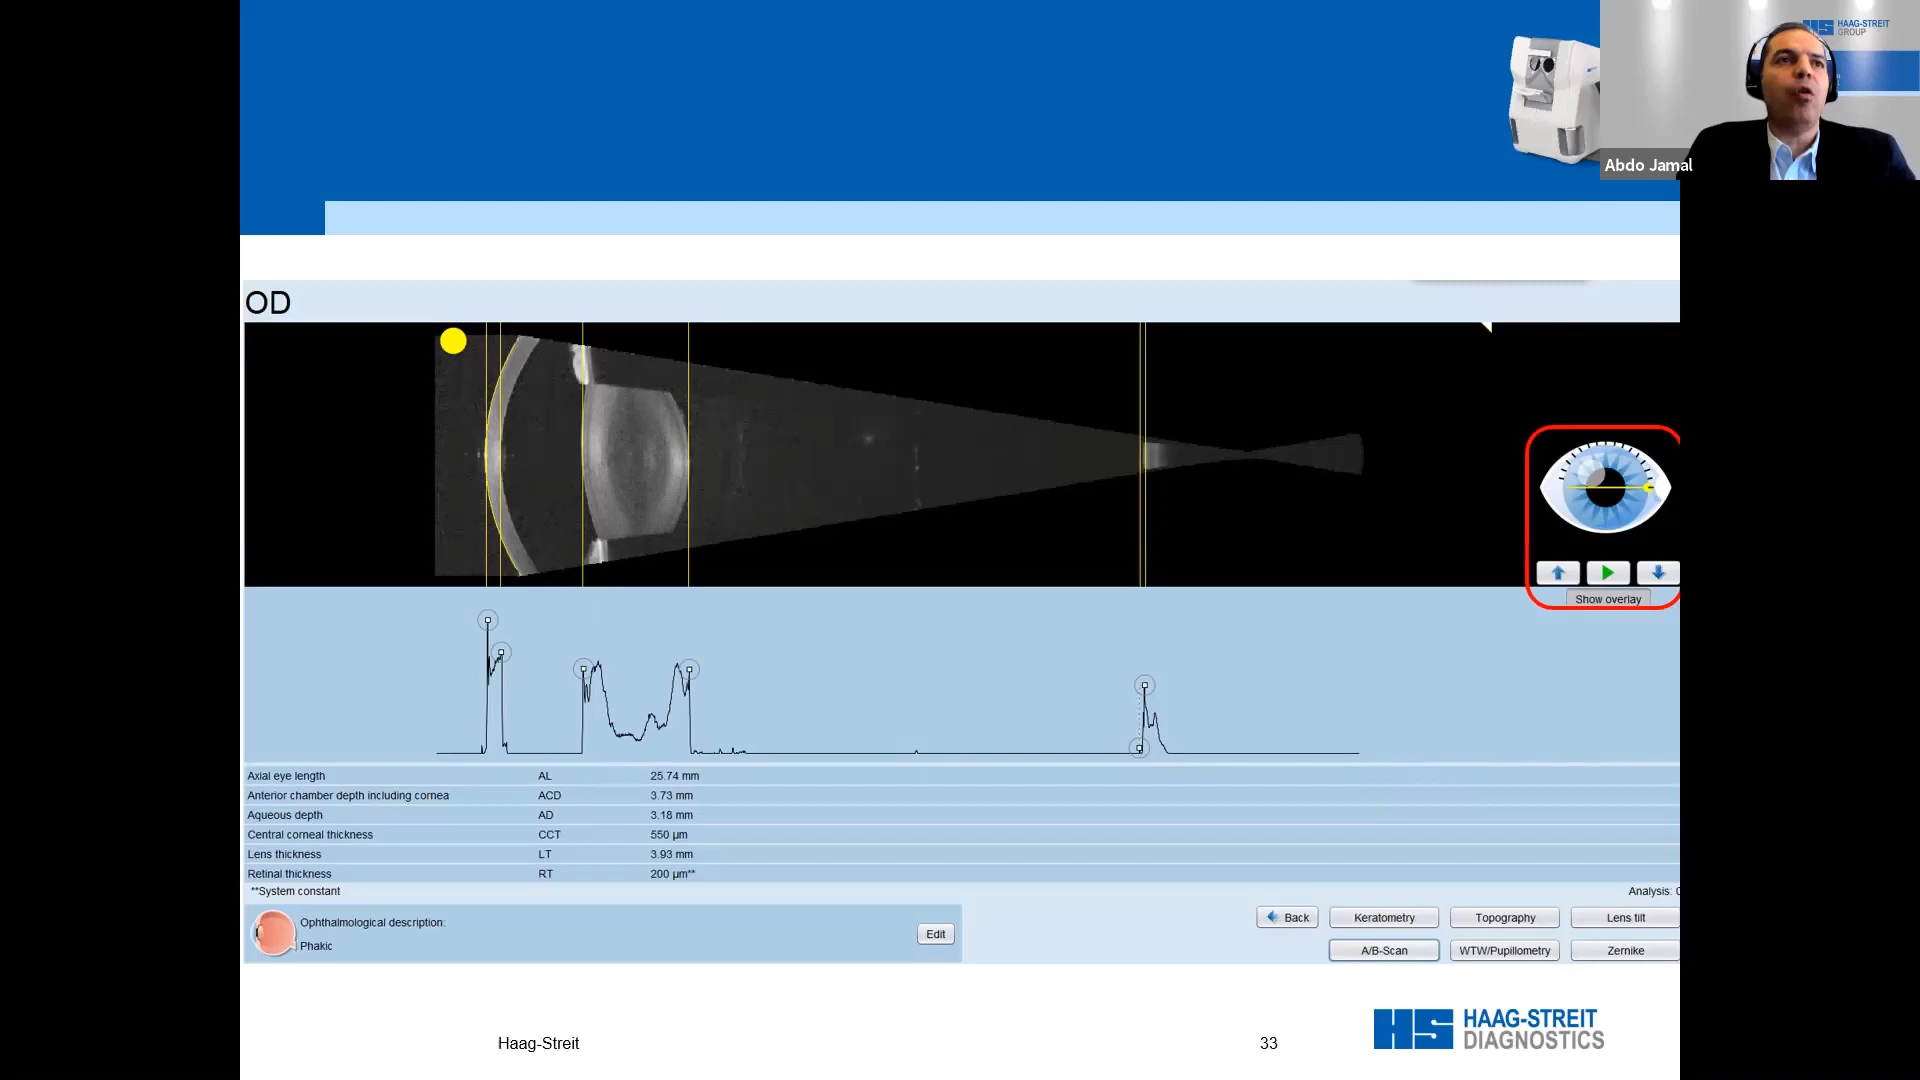 HAAG-STREIT
GROUP
Abdo Jamal
OD
Show overlay
Axial eye length AL 25.74 mm
Anterior chamber depth including cornea ACD 3.73 mm
Aqueous depth AD 3.18 mm
Central corneal thickness CCT 550 µm
Lens thickness LT 3.93 mm
Retinal thickness RT 200 µm**
**System constant
Analysis:
Ophthalmological description:
Phakic
Edit
Back Keratometry Topography Lens tilt
A/B-Scan WTW/Pupillometry Zernike
Haag-Streit
33
HS HAAG-STREIT
DIAGNOSTICS